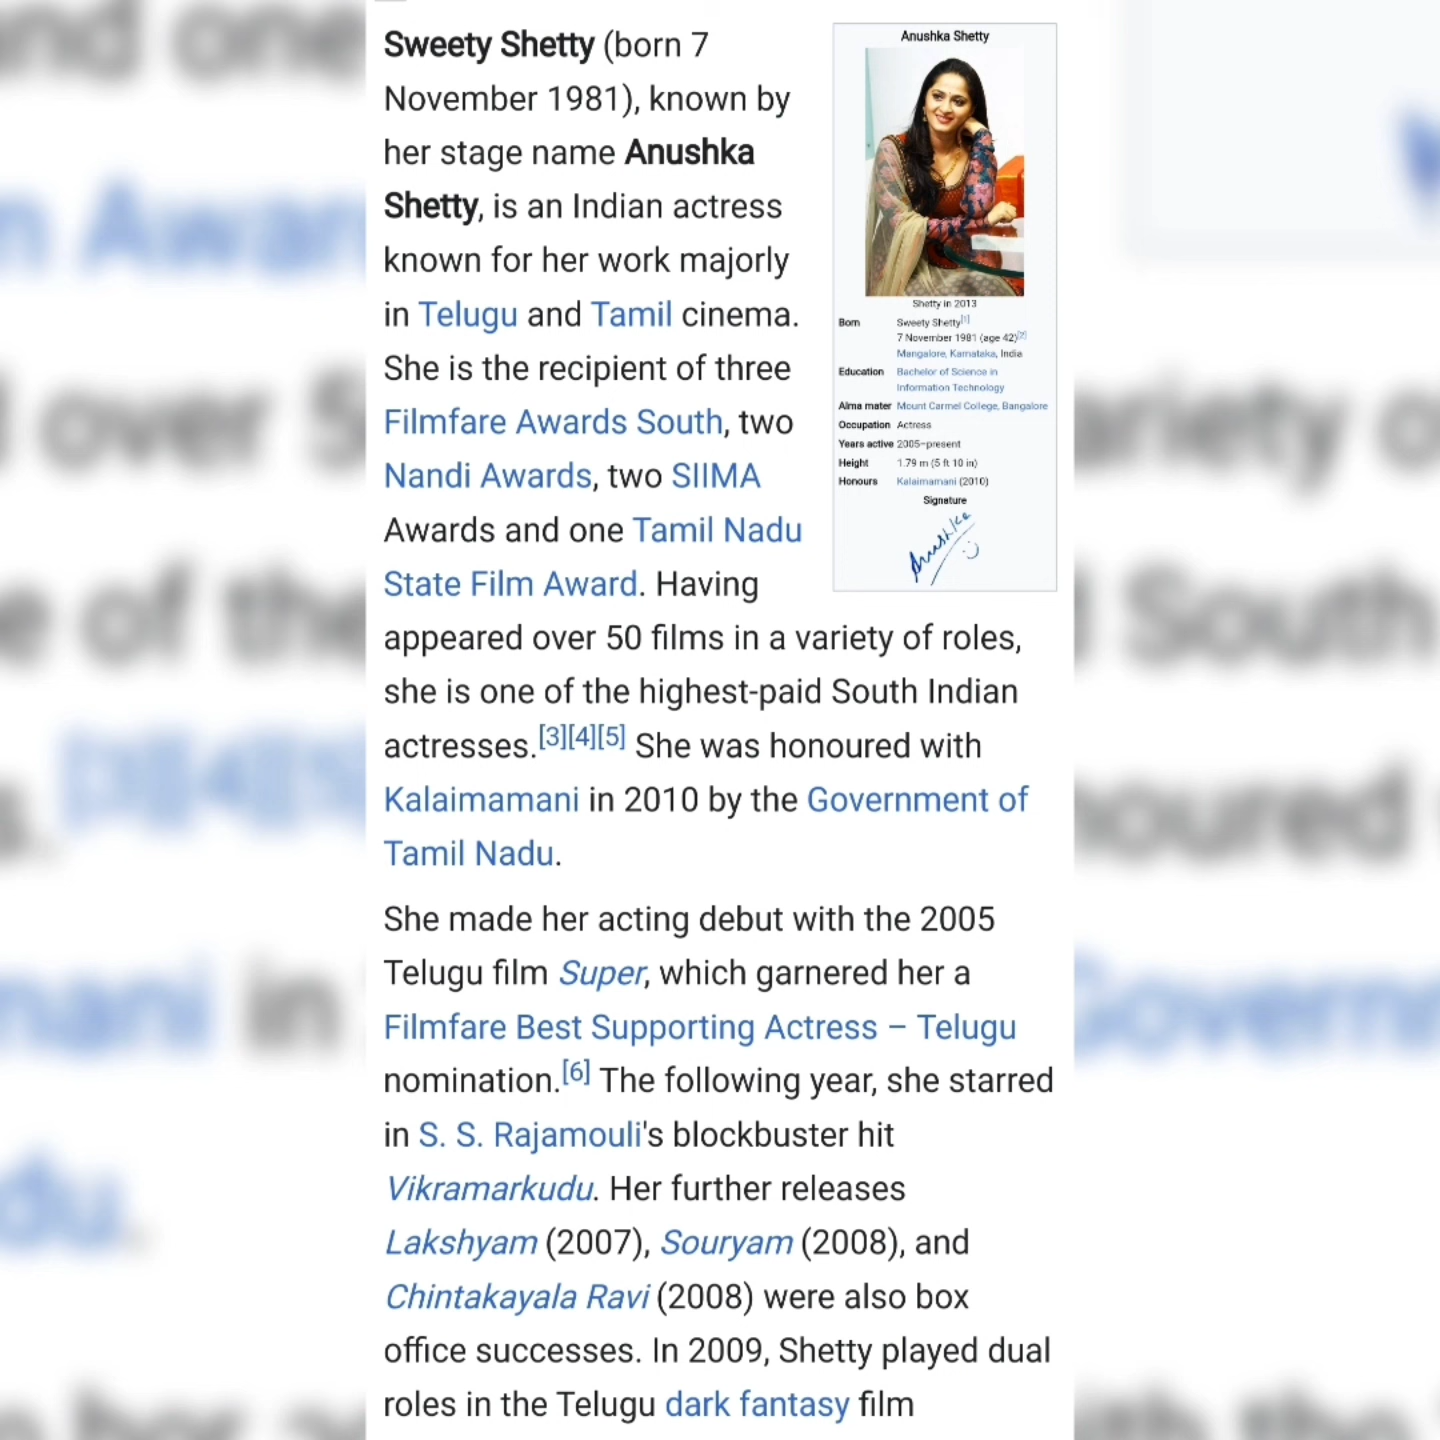 Sweety Shetty (born 7
November 1981), known by
her stage name Anushka
Shetty, is an Indian actress
known for her work majorly
in Telugu and Tamil cinema.
She is the recipient of three
Filmfare Awards South, two
Nandi Awards, two SIIMA
Awards and one Tamil Nadu
State Film Award. Having
appeared over 50 films in a variety of roles,
she is one of the highest-paid South Indian
actresses.[3][4][5] She was honoured with
Kalaimamani in 2010 by the Government of
Tamil Nadu.
She made her acting debut with the 2005
Telugu film Super, which garnered her a
Filmfare Best Supporting Actress – Telugu
nomination.[6] The following year, she starred
in S. S. Rajamouli's blockbuster hit
Vikramarkudu. Her further releases
Lakshyam (2007), Souryam (2008), and
Chintakayala Ravi (2008) were also box
office successes. In 2009, Shetty played dual
roles in the Telugu dark fantasy film
Anushka Shetty
Shetty in 2013
Born Sweety Shetty[1]
7 November 1981 (age 42)[2]
Mangalore, Karnataka, India
Education Bachelor of Science in
Information Technology
Alma mater Mount Carmel College, Bangalore
Occupation Actress
Years active 2005–present
Height 1.79 m (5 ft 10 in)
Honours Kalaimamani (2010)
Signature
Anushka